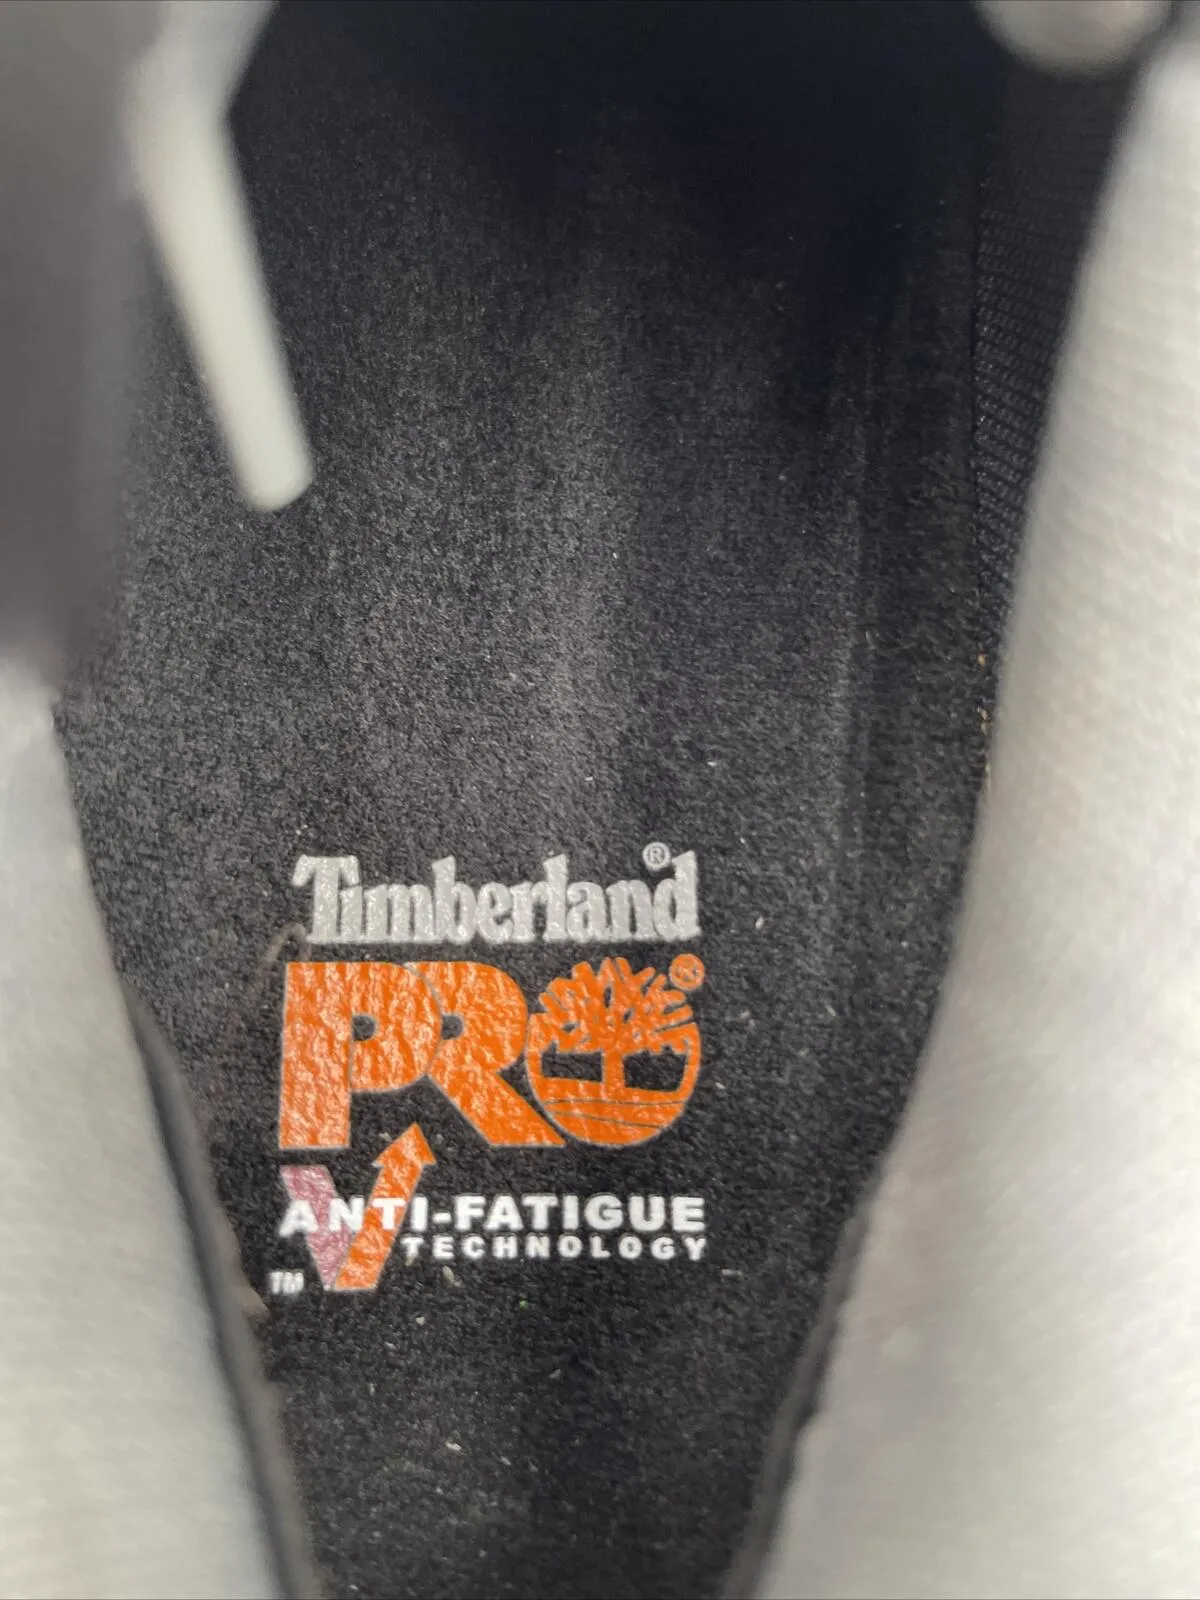 Timberland®
PRO®
ANTI-FATIGUE
TECHNOLOGY
TM